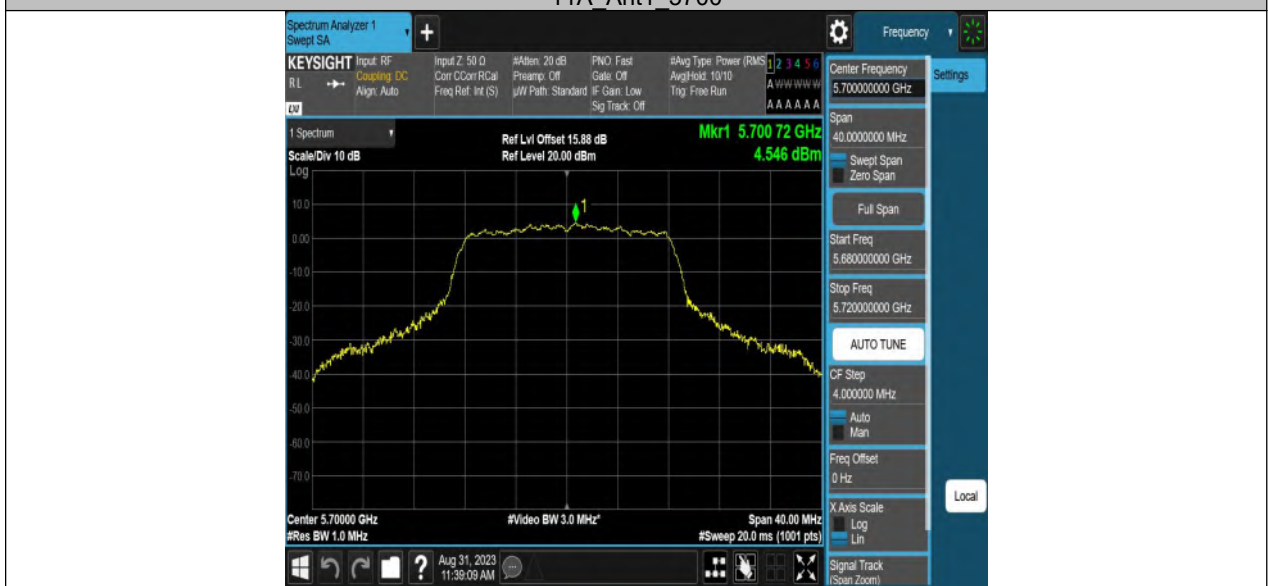 11A_Ant1_5700
Spectrum Analyzer 1
Swept SA
+
Frequency
KEYSIGHT
RL
LXI
Input: RF
Coupling: DC
Align: Auto
Input Z: 50 Ω
Corr CCorr RCal
Freq Ref: Int (S)
#Atten: 20 dB
Preamp: Off
µW Path: Standard
PNO: Fast
Gate: Off
IF Gain: Low
Sig Track: Off
#Avg Type: Power (RMS
Avg|Hold: 10/10
Trig: Free Run
1 2 3 4 5 6
A W W W W W
A A A A A A
1 Spectrum
Scale/Div 10 dB
Log
Ref Lvl Offset 15.88 dB
Ref Level 20.00 dBm
Mkr1 5.700 72 GHz
4.546 dBm
1
10.0
0.00
-10.0
-20.0
-30.0
-40.0
-50.0
-60.0
-70.0
Center 5.70000 GHz
#Res BW 1.0 MHz
#Video BW 3.0 MHz*
Span 40.00 MHz
#Sweep 20.0 ms (1001 pts)
?
Aug 31, 2023
11:39:09 AM
Center Frequency
5.700000000 GHz
Span
40.0000000 MHz
Swept Span
Zero Span
Full Span
Start Freq
5.680000000 GHz
Stop Freq
5.720000000 GHz
AUTO TUNE
CF Step
4.000000 MHz
Auto
Man
Freq Offset
0 Hz
X Axis Scale
Log
Lin
Signal Track
(Span Zoom)
Settings
Local